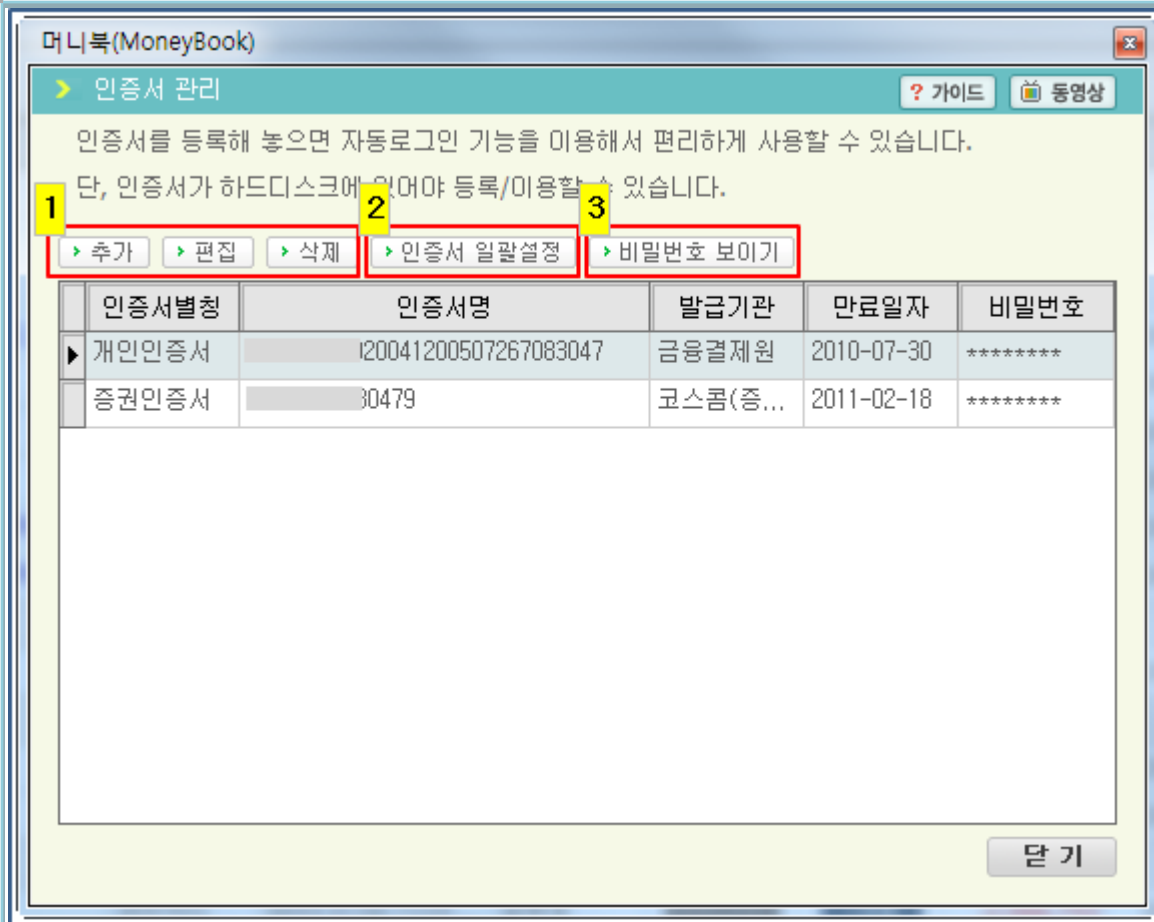 머니북(MoneyBook)
인증서 관리
? 가이드 동영상
인증서를 등록해 놓으면 자동로그인 기능을 이용해서 편리하게 사용할 수 있습니다.
단, 인증서가 하드디스크에 있어야 등록/이용할 수 있습니다.
1 2 3
추가 편집 삭제 인증서 일괄설정 비밀번호 보이기
인증서별칭 인증서명 발급기관 만료일자 비밀번호
개인인증서 020041200507267083047 금융결제원 2010-07-30 ********
증권인증서 80479 코스콤(증... 2011-02-18 ********
닫 기